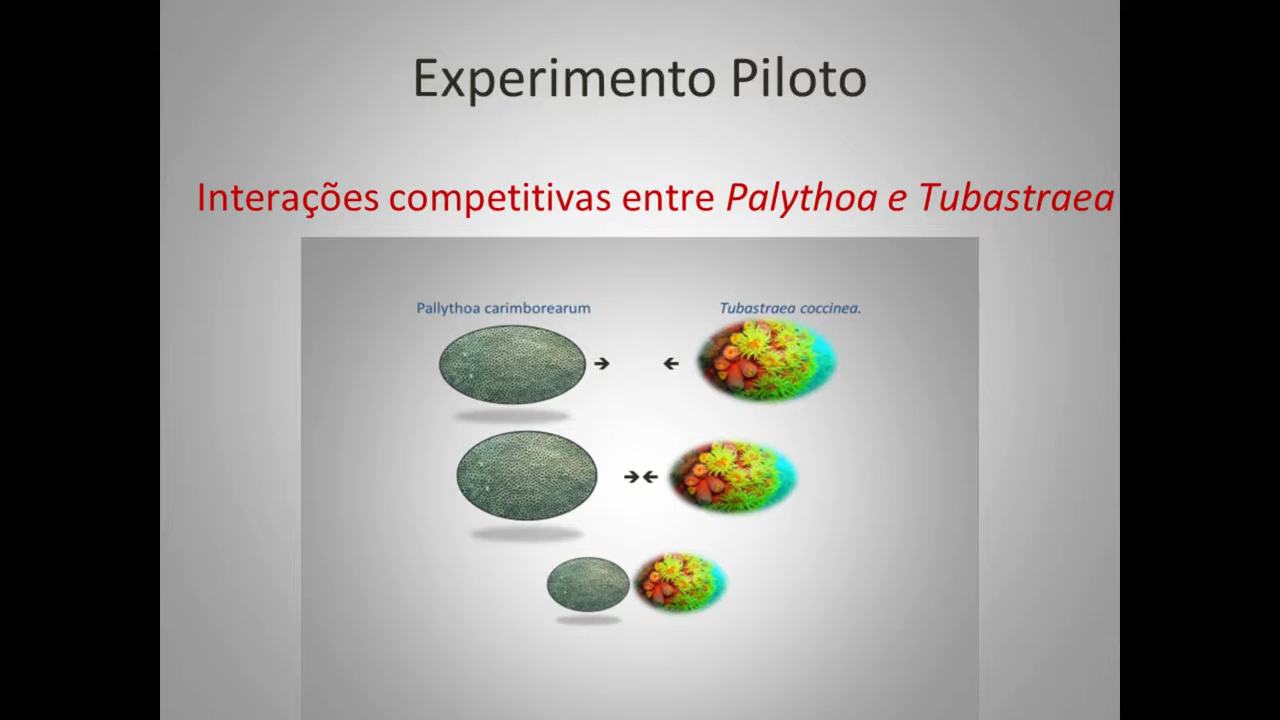 Experimento Piloto
Interações competitivas entre Palythoa e Tubastraea
Pallythoa carimborearum
Tubastraea coccinea.